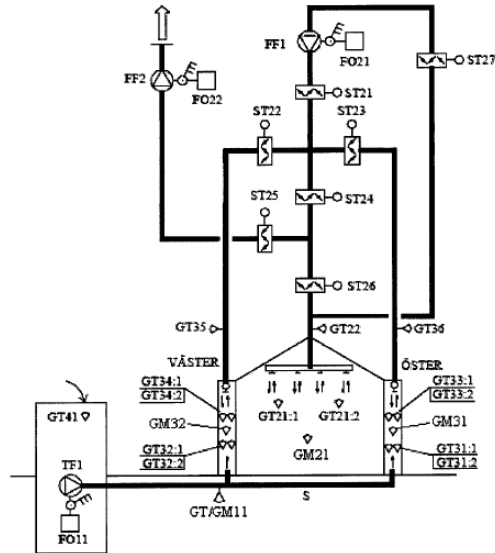 FF1
ST27
FF2
FO21
FO22
ST21
ST22
ST23
ST25
ST24
ST26
GT35
GT22
GT36
VÄSTER
ÖSTER
GT34:1
GT34:2
GT33:1
GT33:2
GT41
GT21:1
GT21:2
GM32
GM31
GM21
GT32:1
GT32:2
GT31:1
GT31:2
TF1
FO11
GT/GM11
S